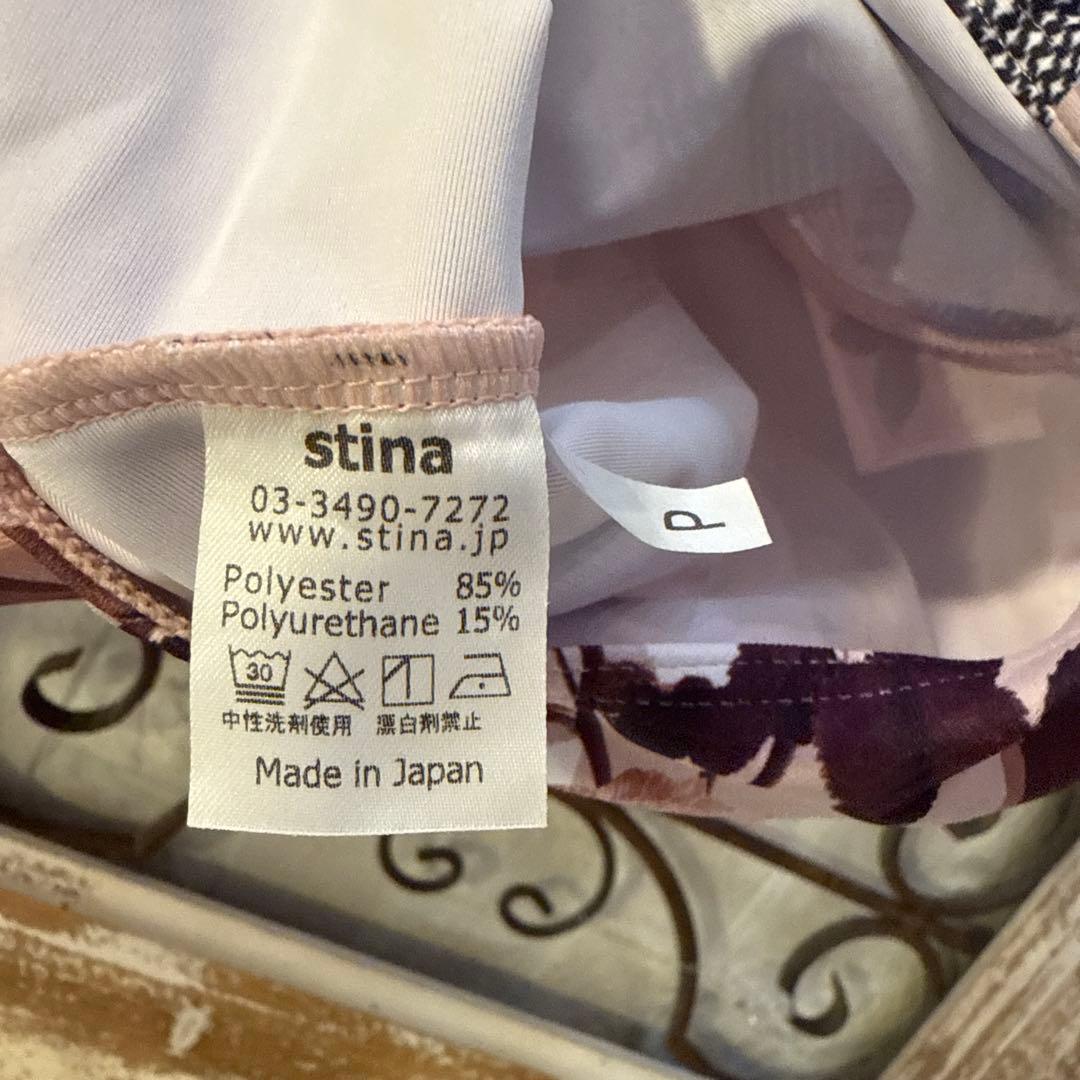 stina
03-3490-7272
www.stina.jp
Polyester 85%
Polyurethane 15%
30
中性洗剤使用 漂白剤禁止
Made in Japan
P